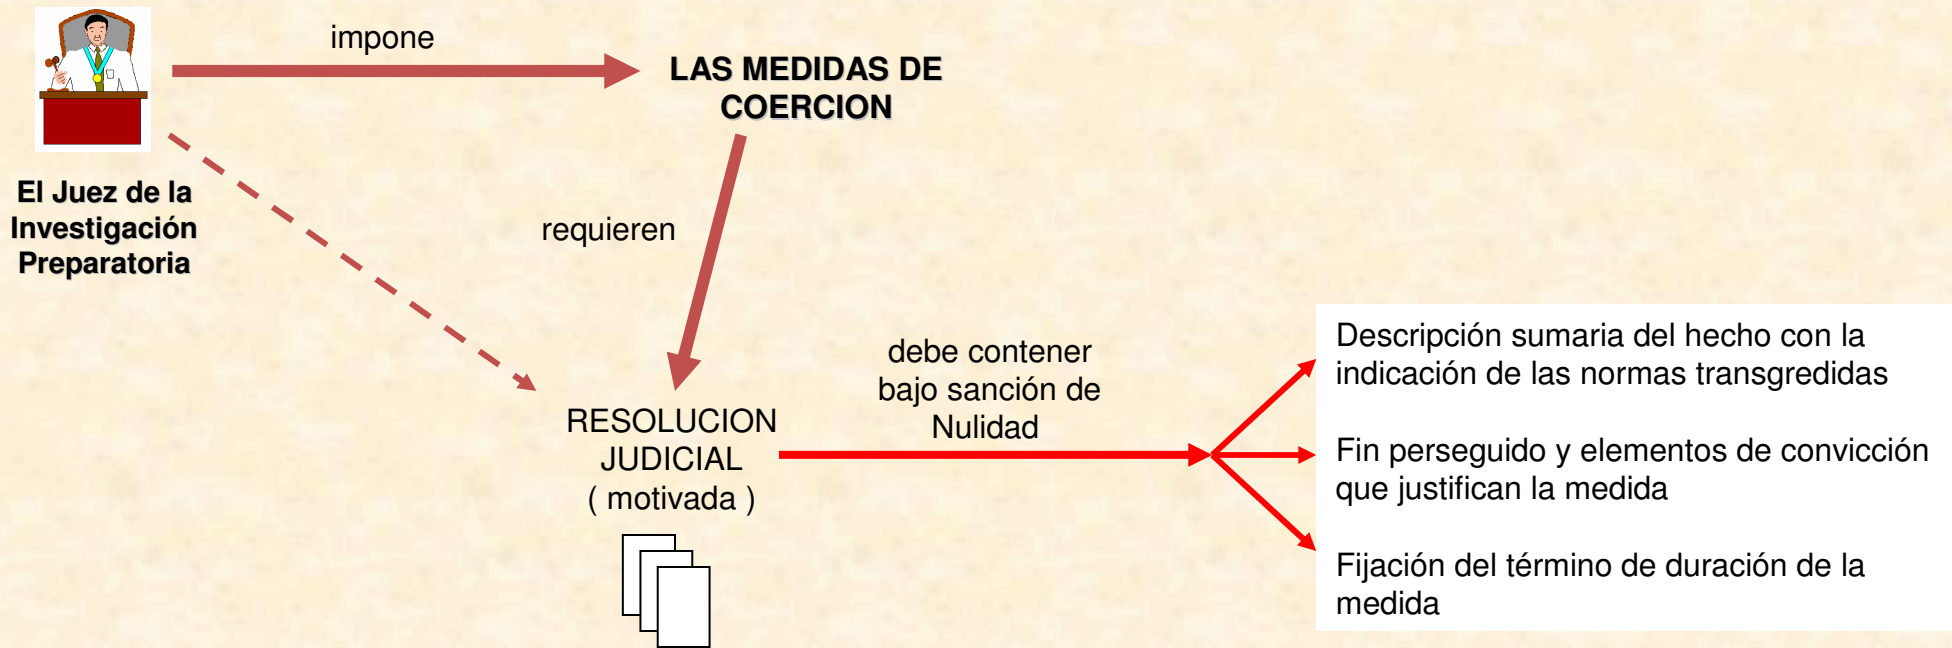 impone
LAS MEDIDAS DE
COERCION
El Juez de la
Investigación
Preparatoria
requieren
RESOLUCION
JUDICIAL
( motivada )
debe contener
bajo sanción de
Nulidad
Descripción sumaria del hecho con la
indicación de las normas transgredidas
Fin perseguido y elementos de convicción
que justifican la medida
Fijación del término de duración de la
medida